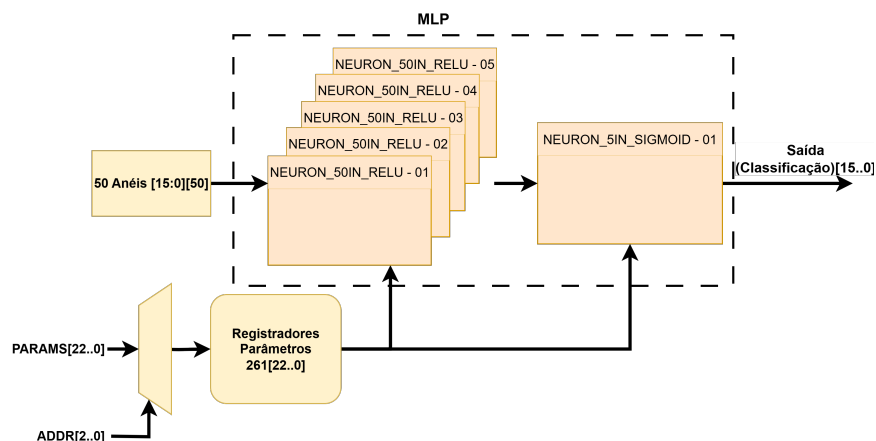 MLP
NEURON_50IN_RELU - 05
NEURON_50IN_RELU - 04
NEURON_50IN_RELU - 03
NEURON_50IN_RELU - 02
NEURON_50IN_RELU - 01
NEURON_5IN_SIGMOID - 01
50 Anéis [15:0][50]
Saída
(Classificação)[15..0]
Registradores
Parâmetros
261[22..0]
PARAMS[22..0]
ADDR[2..0]